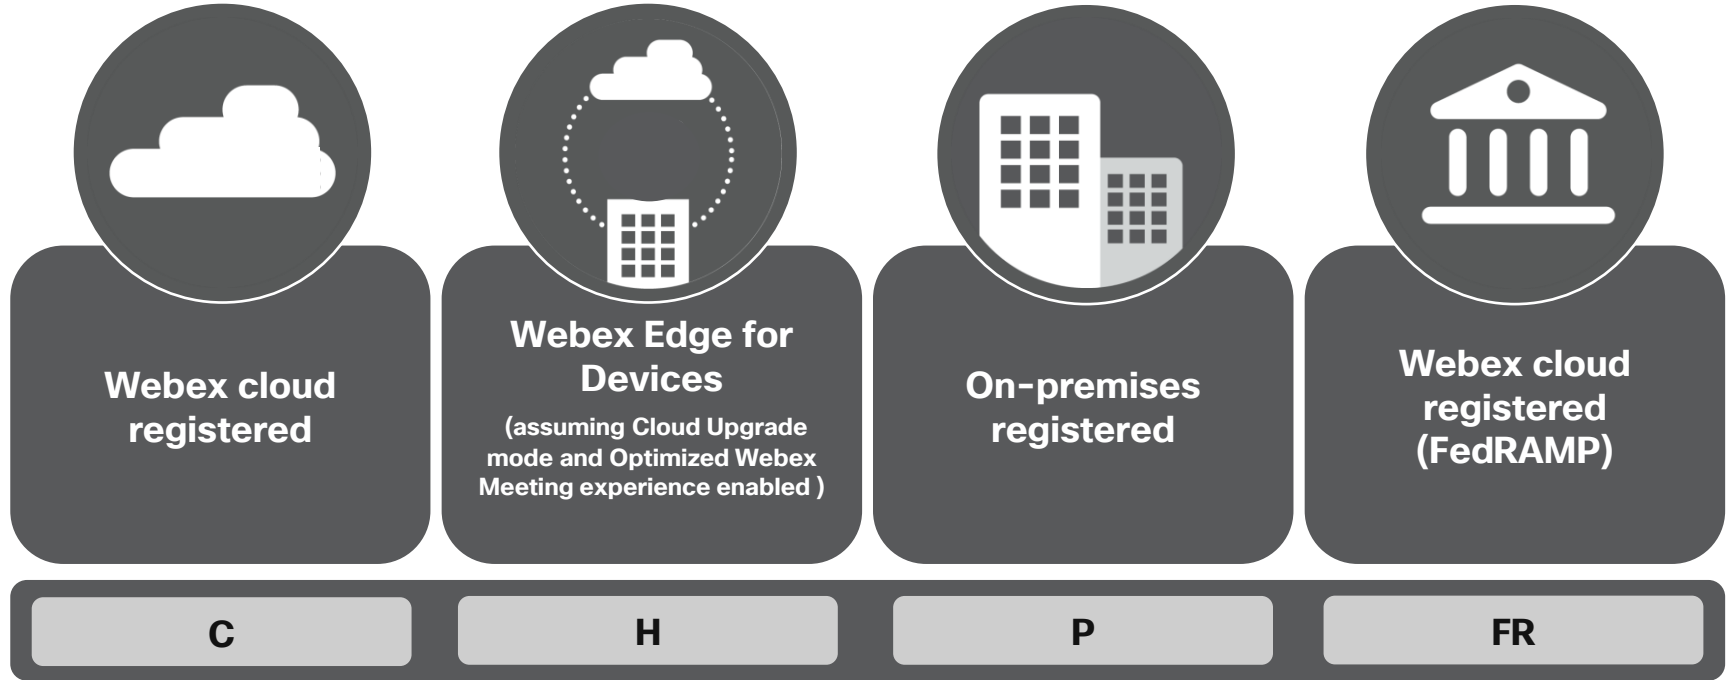 Webex cloud
registered
Webex Edge for
Devices
(assuming Cloud Upgrade
mode and Optimized Webex
Meeting experience enabled )
On-premises
registered
Webex cloud
registered
(FedRAMP)
C
H
P
FR